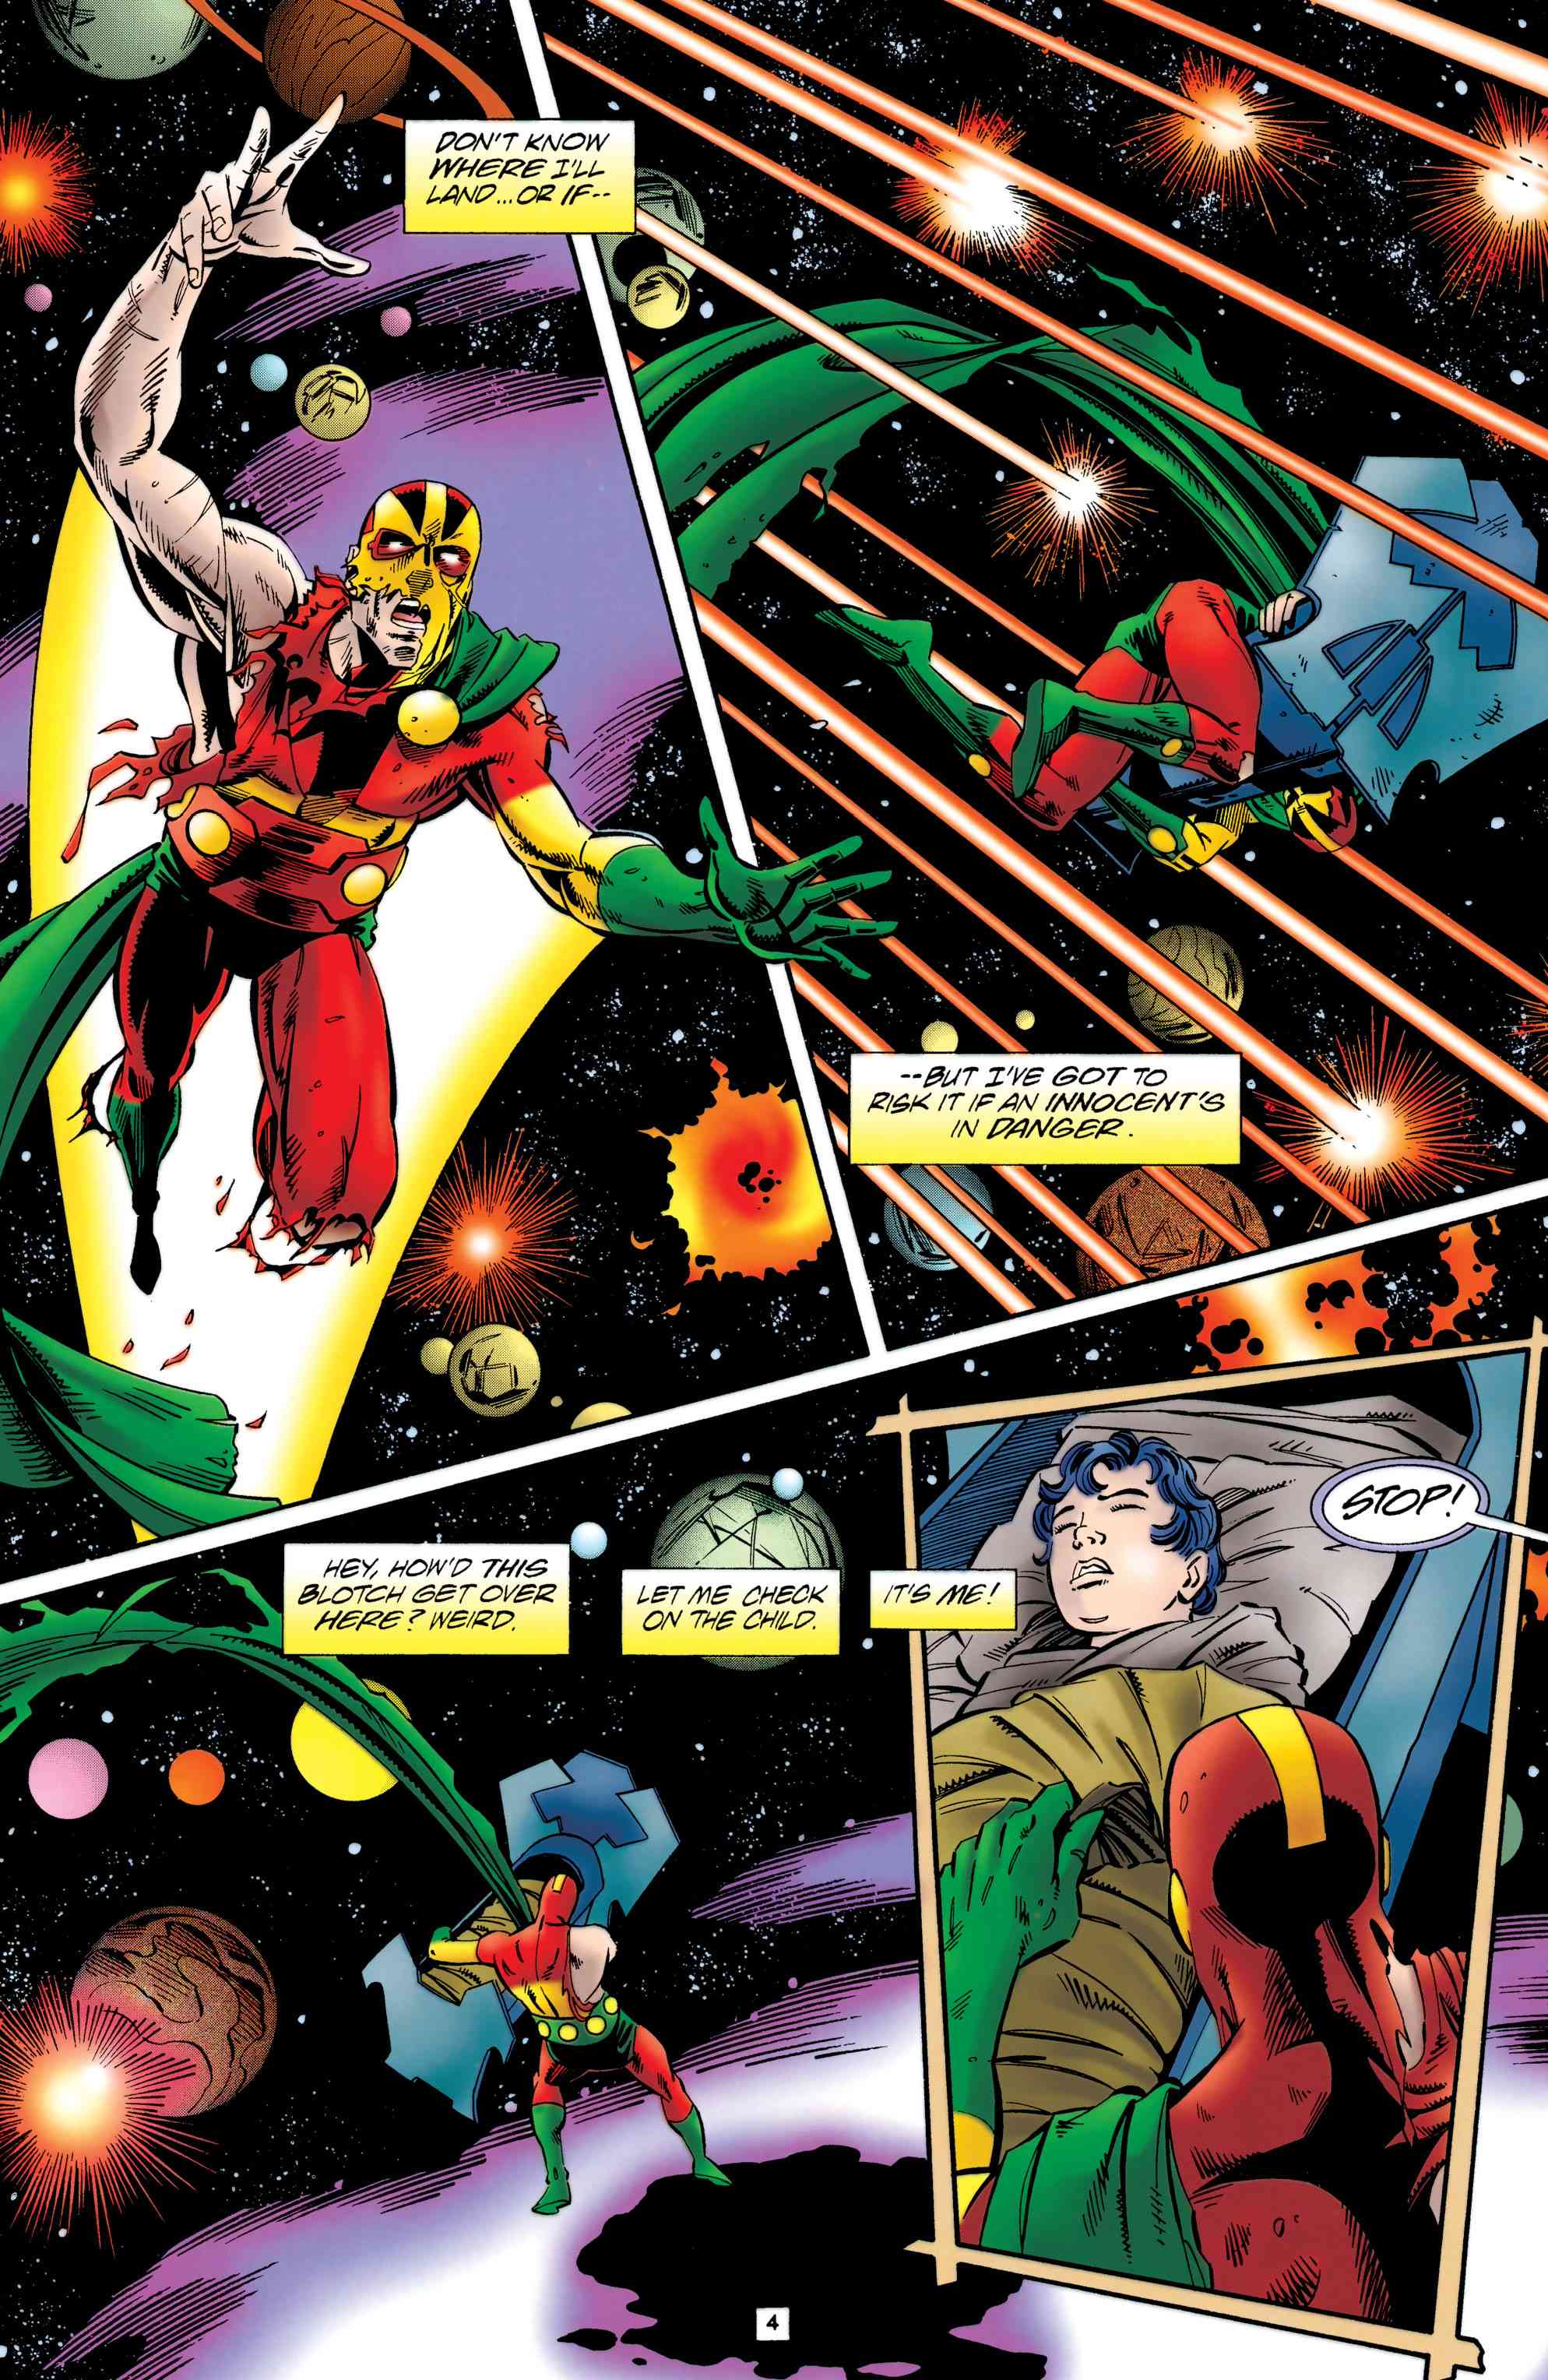 DON'T KNOW
WHERE I'LL
LAND...OR IF--
--BUT I'VE GOT TO
RISK IT IF AN INNOCENT'S
IN DANGER.
HEY, HOW'D THIS
BLOTCH GET OVER
HERE? WEIRD.
LET ME CHECK
ON THE CHILD.
IT'S ME!
STOP!
4